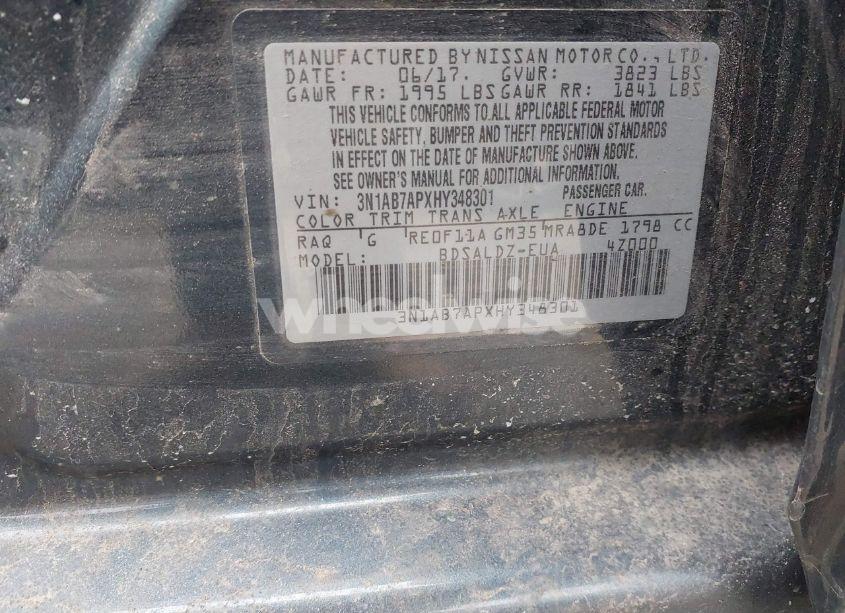 MANUFACTURED BY NISSAN MOTOR CO., LTD.
DATE: 06/17. GVWR: 3823 LBS
GAWR FR: 1995 LBS GAWR RR: 1841 LBS
THIS VEHICLE CONFORMS TO ALL APPLICABLE FEDERAL MOTOR
VEHICLE SAFETY, BUMPER AND THEFT PREVENTION STANDARDS
IN EFFECT ON THE DATE OF MANUFACTURE SHOWN ABOVE.
SEE OWNER'S MANUAL FOR ADDITIONAL INFORMATION.
VIN: 3N1AB7APXHY348301 PASSENGER CAR.
COLOR TRIM TRANS AXLE ENGINE
RAQ G RE0F11A GM35 MRA8DE 1798 CC
MODEL: BDSALDZ-EUA 4Z000
3N1AB7APXHY348301
wheelwise